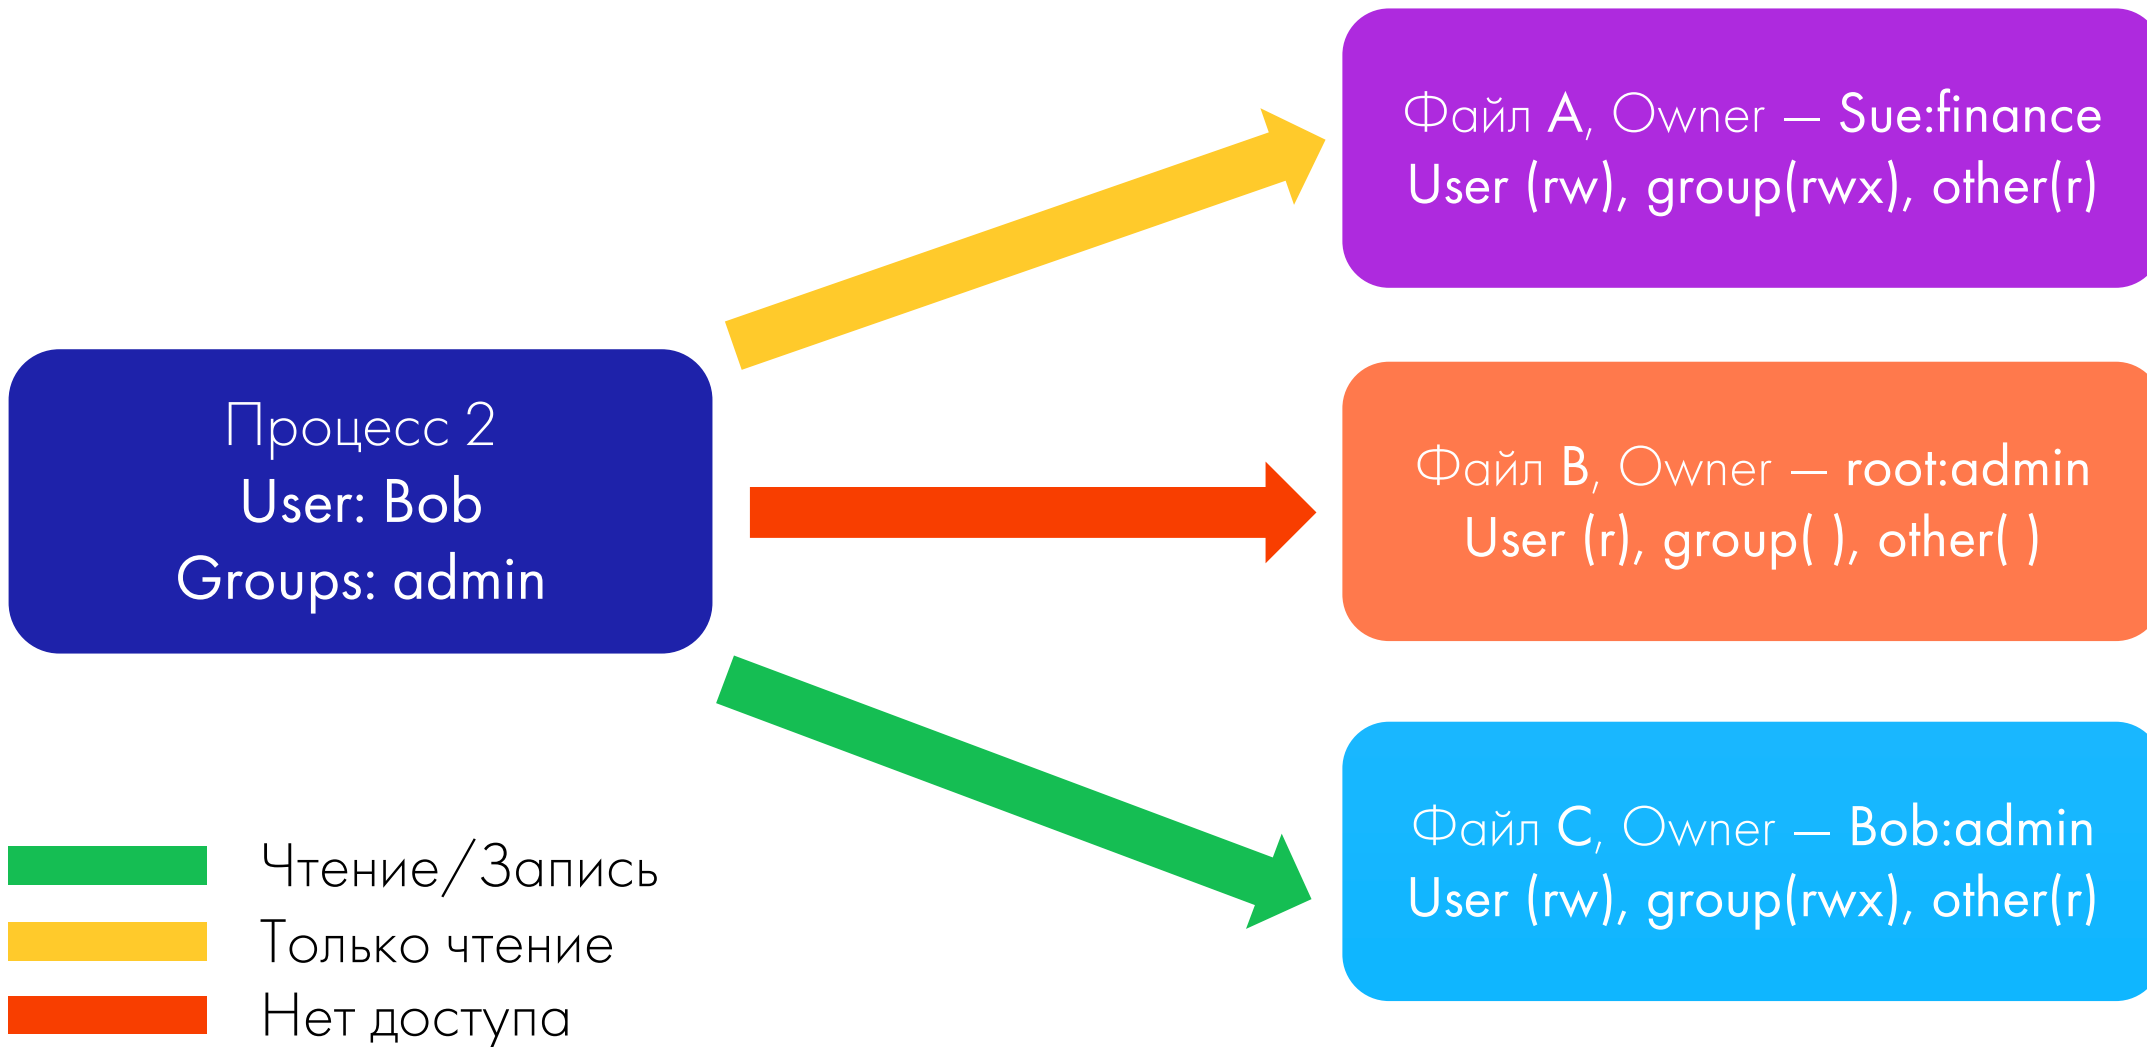 Файл A, Owner — Sue:finance
User (rw), group(rwx), other(r)
Процесс 2
User: Bob
Groups: admin
Файл B, Owner — root:admin
User (r), group( ), other( )
Файл C, Owner — Bob:admin
User (rw), group(rwx), other(r)
Чтение/Запись
Только чтение
Нет доступа